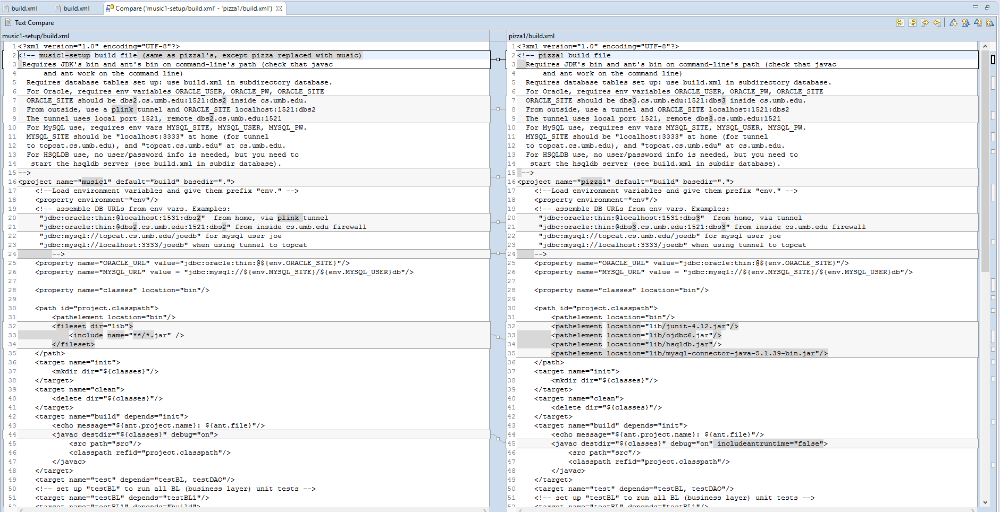 build.xml
build.xml
Compare ('music1-setup/build.xml' - 'pizza1/build.xml')
Text Compare
music1-setup/build.xml
1 <?xml version="1.0" encoding="UTF-8"?>
2 <!-- music1-setup build file (same as pizza1's, except pizza replaced with music)
3 Requires JDK's bin and ant's bin on command-line's path (check that javac
4 and ant work on the command line)
5 Requires database tables set up: use build.xml in subdirectory database.
6 For Oracle, requires env variables ORACLE_USER, ORACLE_PW, ORACLE_SITE
7 ORACLE_SITE should be dbs2.cs.umb.edu:1521:dbs2 inside cs.umb.edu.
8 From outside, use a plink tunnel and ORACLE_SITE localhost:1521:dbs2
9 The tunnel uses local port 1521, remote dbs2.cs.umb.edu:1521
10 For MySQL use, requires env vars MYSQL_SITE, MYSQL_USER, MYSQL_PW.
11 MYSQL_SITE should be "localhost:3333" at home (for tunnel
12 to topcat.cs.umb.edu), and "topcat.cs.umb.edu" at cs.umb.edu.
13 For HSQLDB use, no user/password info is needed, but you need to
14 start the hsqldb server (see build.xml in subdir database).
15 -->
16 <project name="music1" default="build" basedir=".">
17 <!--Load environment variables and give them prefix "env." -->
18 <property environment="env"/>
19 <!-- assemble DB URLs from env vars. Examples:
20 "jdbc:oracle:thin:@localhost:1531:dbs2" from home, via plink tunnel
21 "jdbc:oracle:thin:@dbs2.cs.umb.edu:1521:dbs2" from inside cs.umb.edu firewall
22 "jdbc:mysql://topcat.cs.umb.edu/joedb" for mysql user joe
23 "jdbc:mysql://localhost:3333/joedb" when using tunnel to topcat
24 -->
25 <property name="ORACLE_URL" value="jdbc:oracle:thin:@${env.ORACLE_SITE}"/>
26 <property name="MYSQL_URL" value = "jdbc:mysql://${env.MYSQL_SITE}/${env.MYSQL_USER}db"/>
27
28 <property name="classes" location="bin"/>
29
30 <path id="project.classpath">
31 <pathelement location="bin"/>
32 <fileset dir="lib">
33 <include name="**/*.jar" />
34 </fileset>
35 </path>
36 <target name="init">
37 <mkdir dir="${classes}"/>
38 </target>
39 <target name="clean">
40 <delete dir="${classes}"/>
41 </target>
42 <target name="build" depends="init">
43 <echo message="${ant.project.name}: ${ant.file}"/>
44 <javac destdir="${classes}" debug="on">
45 <src path="src"/>
46 <classpath refid="project.classpath"/>
47 </javac>
48 </target>
49 <target name="test" depends="testBL, testDAO"/>
50 <!-- set up "testBL" to run all BL (business layer) unit tests -->
51 <target name="testBL" depends="testBL1"/>
52 <target name="testBL1" depends="build">
pizza1/build.xml
1 <?xml version="1.0" encoding="UTF-8"?>
2 <!-- pizza1 build file
3 Requires JDK's bin and ant's bin on command-line's path (check that javac
4 and ant work on the command line)
5 Requires database tables set up: use build.xml in subdirectory database.
6 For Oracle, requires env variables ORACLE_USER, ORACLE_PW, ORACLE_SITE
7 ORACLE_SITE should be dbs3.cs.umb.edu:1521:dbs3 inside cs.umb.edu.
8 From outside, use a tunnel and ORACLE_SITE localhost:1521:dbs2
9 The tunnel uses local port 1521, remote dbs3.cs.umb.edu:1521
10 For MySQL use, requires env vars MYSQL_SITE, MYSQL_USER, MYSQL_PW.
11 MYSQL_SITE should be "localhost:3333" at home (for tunnel
12 to topcat.cs.umb.edu), and "topcat.cs.umb.edu" at cs.umb.edu.
13 For HSQLDB use, no user/password info is needed, but you need to
14 start the hsqldb server (see build.xml in subdir database).
15 -->
16 <project name="pizza1" default="build" basedir=".">
17 <!--Load environment variables and give them prefix "env." -->
18 <property environment="env"/>
19 <!-- assemble DB URLs from env vars. Examples:
20 "jdbc:oracle:thin:@localhost:1531:dbs3" from home, via tunnel
21 "jdbc:oracle:thin:@dbs3.cs.umb.edu:1521:dbs3" from inside cs.umb.edu firewall
22 "jdbc:mysql://topcat.cs.umb.edu/joedb" for mysql user joe
23 "jdbc:mysql://localhost:3333/joedb" when using tunnel to topcat
24 -->
25 <property name="ORACLE_URL" value="jdbc:oracle:thin:@${env.ORACLE_SITE}"/>
26 <property name="MYSQL_URL" value = "jdbc:mysql://${env.MYSQL_SITE}/${env.MYSQL_USER}db"/>
27
28 <property name="classes" location="bin"/>
29
30 <path id="project.classpath">
31 <pathelement location="bin"/>
32 <pathelement location="lib/junit-4.12.jar"/>
33 <pathelement location="lib/ojdbc6.jar"/>
34 <pathelement location="lib/hsqldb.jar"/>
35 <pathelement location="lib/mysql-connector-java-5.1.39-bin.jar"/>
36 </path>
37 <target name="init">
38 <mkdir dir="${classes}"/>
39 </target>
40 <target name="clean">
41 <delete dir="${classes}"/>
42 </target>
43 <target name="build" depends="init">
44 <echo message="${ant.project.name}: ${ant.file}"/>
45 <javac destdir="${classes}" debug="on" includeantruntime="false">
46 <src path="src"/>
47 <classpath refid="project.classpath"/>
48 </javac>
49 </target>
50 <target name="test" depends="testBL, testDAO"/>
51 <!-- set up "testBL" to run all BL (business layer) unit tests -->
52 <target name="testBL" depends="testBL1"/>